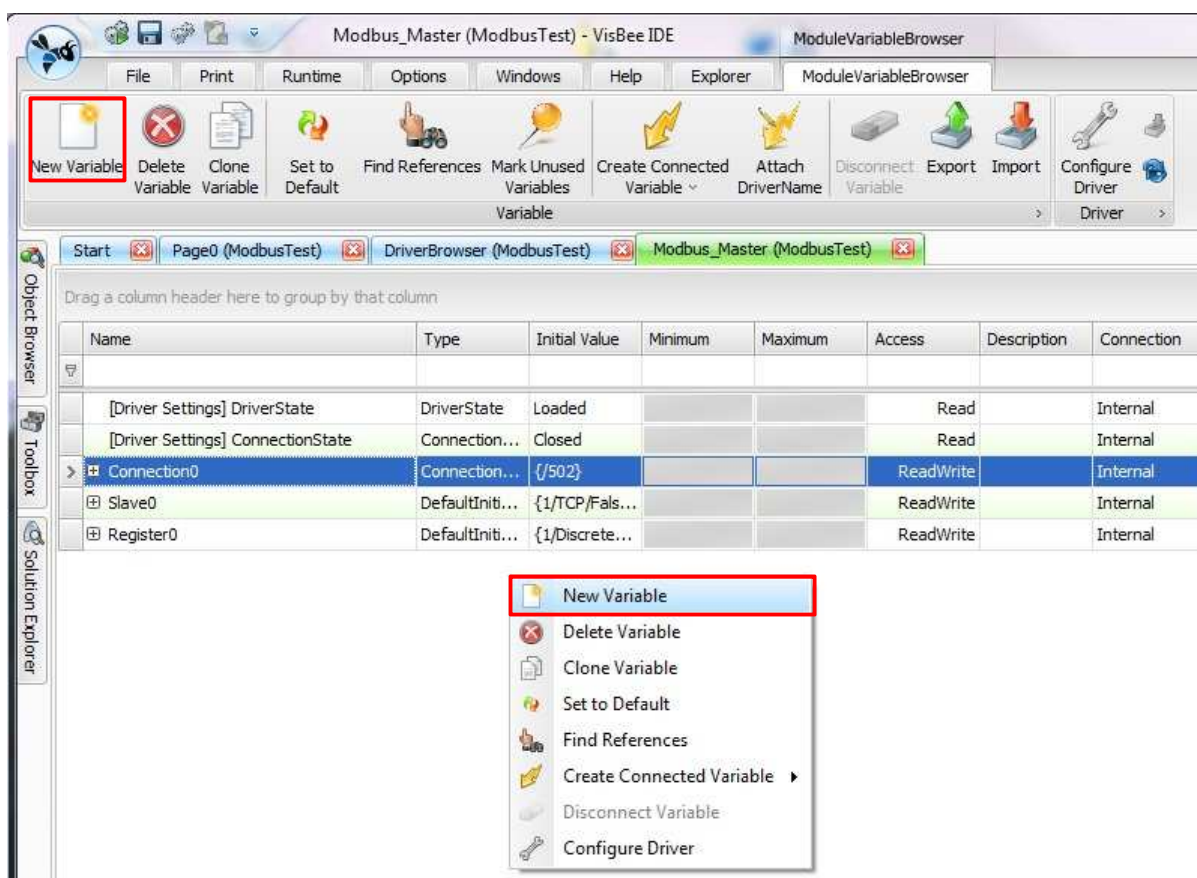 Modbus_Master (ModbusTest) - VisBee IDE
ModuleVariableBrowser
File Print Runtime Options Windows Help Explorer ModuleVariableBrowser
New Variable
Delete Variable
Clone Variable
Set to Default
Find References
Mark Unused Variables
Create Connected Variable
Attach DriverName
Disconnect Variable
Export
Import
Configure Driver
Variable
Driver
Start Page0 (ModbusTest) DriverBrowser (ModbusTest) Modbus_Master (ModbusTest)
Object Browser
Toolbox
Solution Explorer
Drag a column header here to group by that column
Name Type Initial Value Minimum Maximum Access Description Connection
[Driver Settings] DriverState DriverState Loaded Read Internal
[Driver Settings] ConnectionState Connection... Closed Read Internal
Connection0 Connection... {/502} ReadWrite Internal
Slave0 DefaultIniti... {1/TCP/Fals... ReadWrite Internal
Register0 DefaultIniti... {1/Discrete... ReadWrite Internal
New Variable
Delete Variable
Clone Variable
Set to Default
Find References
Create Connected Variable
Disconnect Variable
Configure Driver